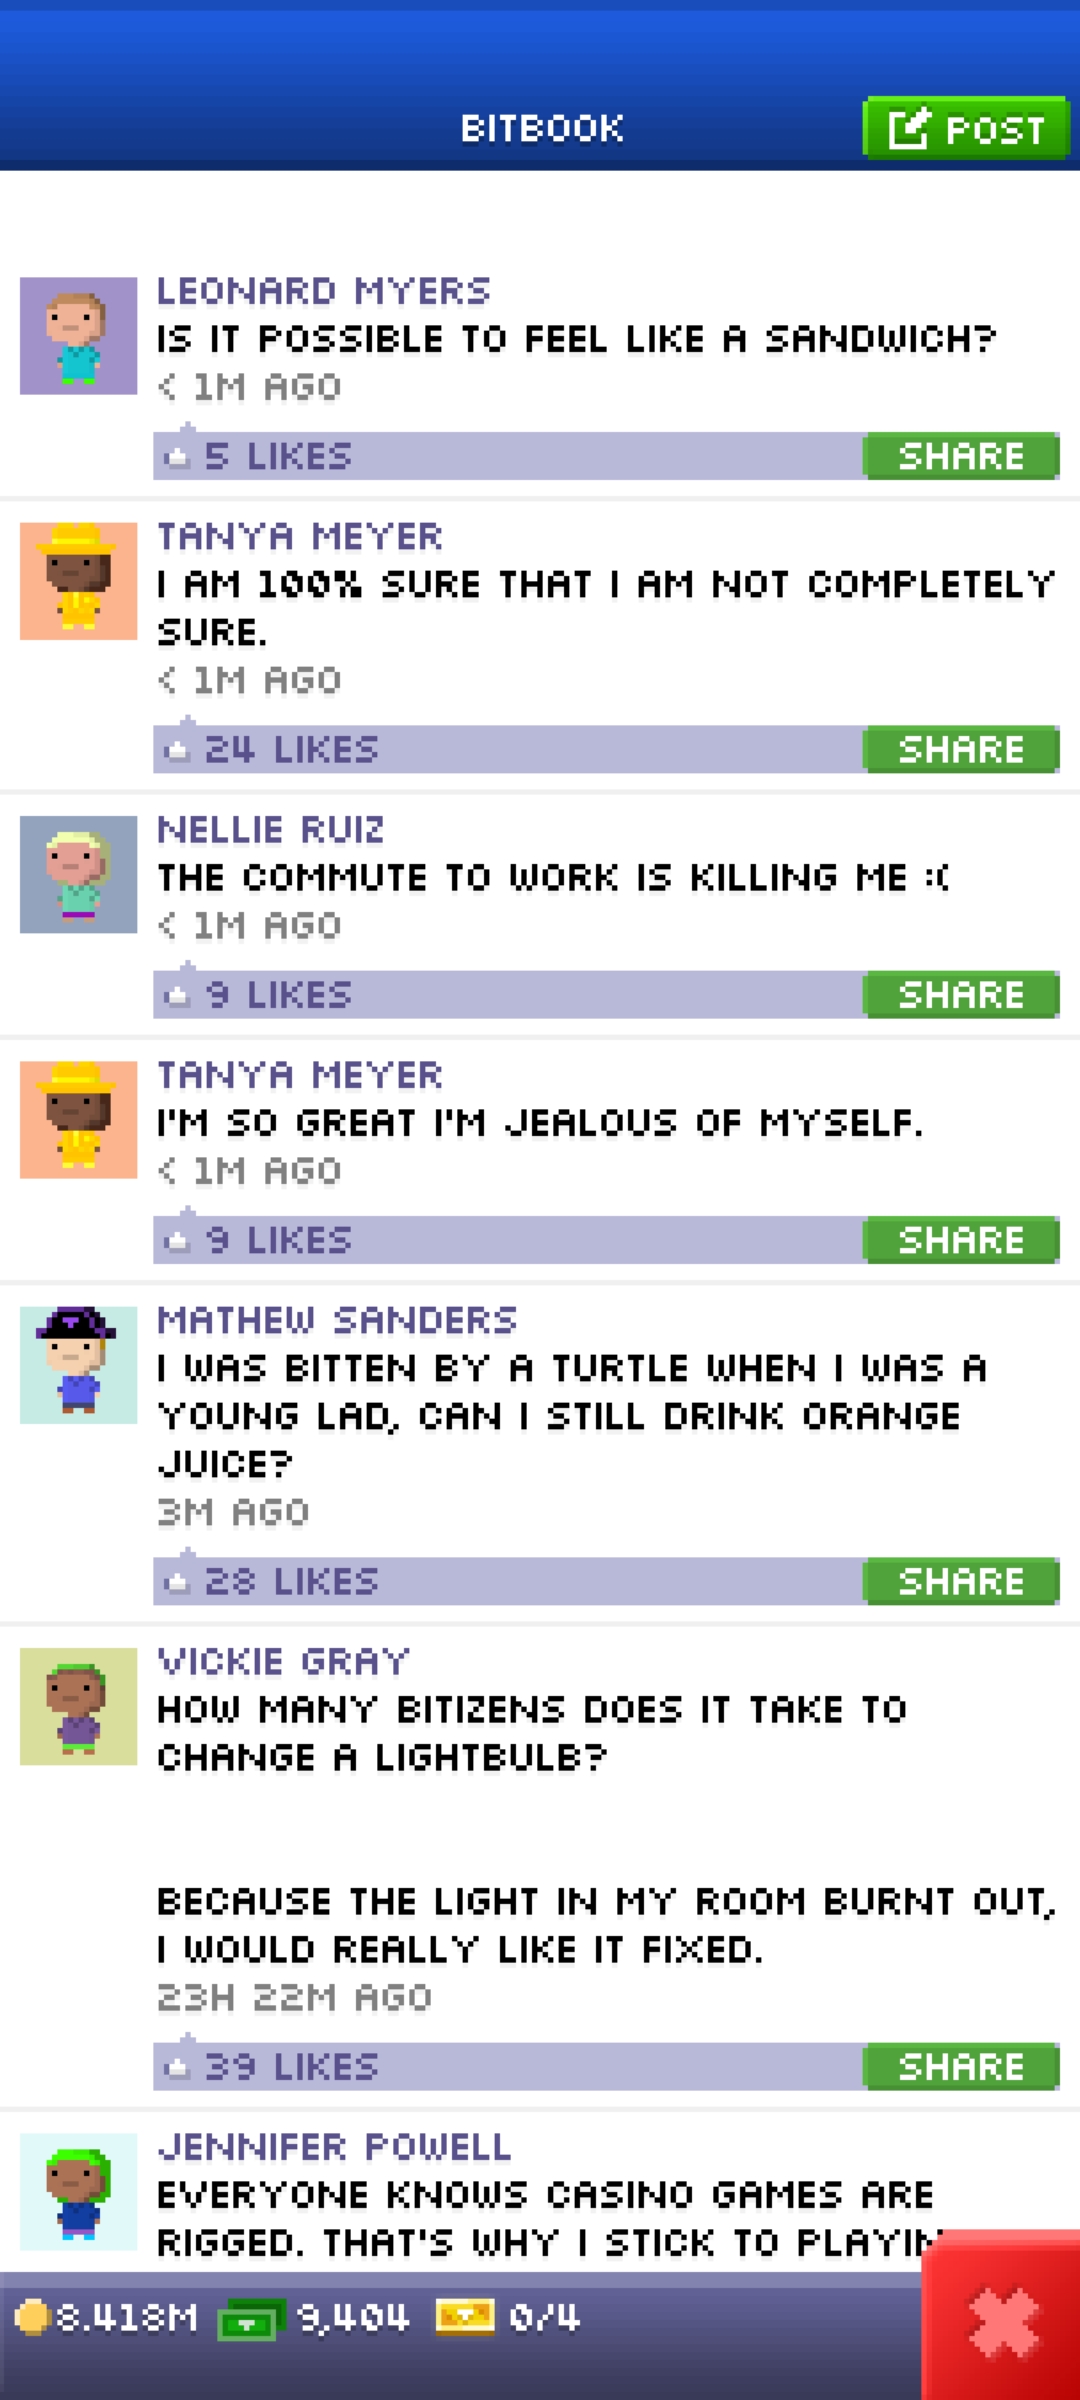 BITBOOK
POST
LEONARD MYERS
IS IT POSSIBLE TO FEEL LIKE A SANDWICH?
< 1M AGO
5 LIKES
SHARE
TANYA MEYER
I AM 100% SURE THAT I AM NOT COMPLETELY
SURE.
< 1M AGO
24 LIKES
SHARE
NELLIE RUIZ
THE COMMUTE TO WORK IS KILLING ME :(
< 1M AGO
9 LIKES
SHARE
TANYA MEYER
I'M SO GREAT I'M JEALOUS OF MYSELF.
< 1M AGO
9 LIKES
SHARE
MATHEW SANDERS
I WAS BITTEN BY A TURTLE WHEN I WAS A
YOUNG LAD, CAN I STILL DRINK ORANGE
JUICE?
3M AGO
28 LIKES
SHARE
VICKIE GRAY
HOW MANY BITIZENS DOES IT TAKE TO
CHANGE A LIGHTBULB?
BECAUSE THE LIGHT IN MY ROOM BURNT OUT,
I WOULD REALLY LIKE IT FIXED.
23H 22M AGO
39 LIKES
SHARE
JENNIFER POWELL
EVERYONE KNOWS CASINO GAMES ARE
RIGGED. THAT'S WHY I STICK TO
8.418M
9,404
0/4